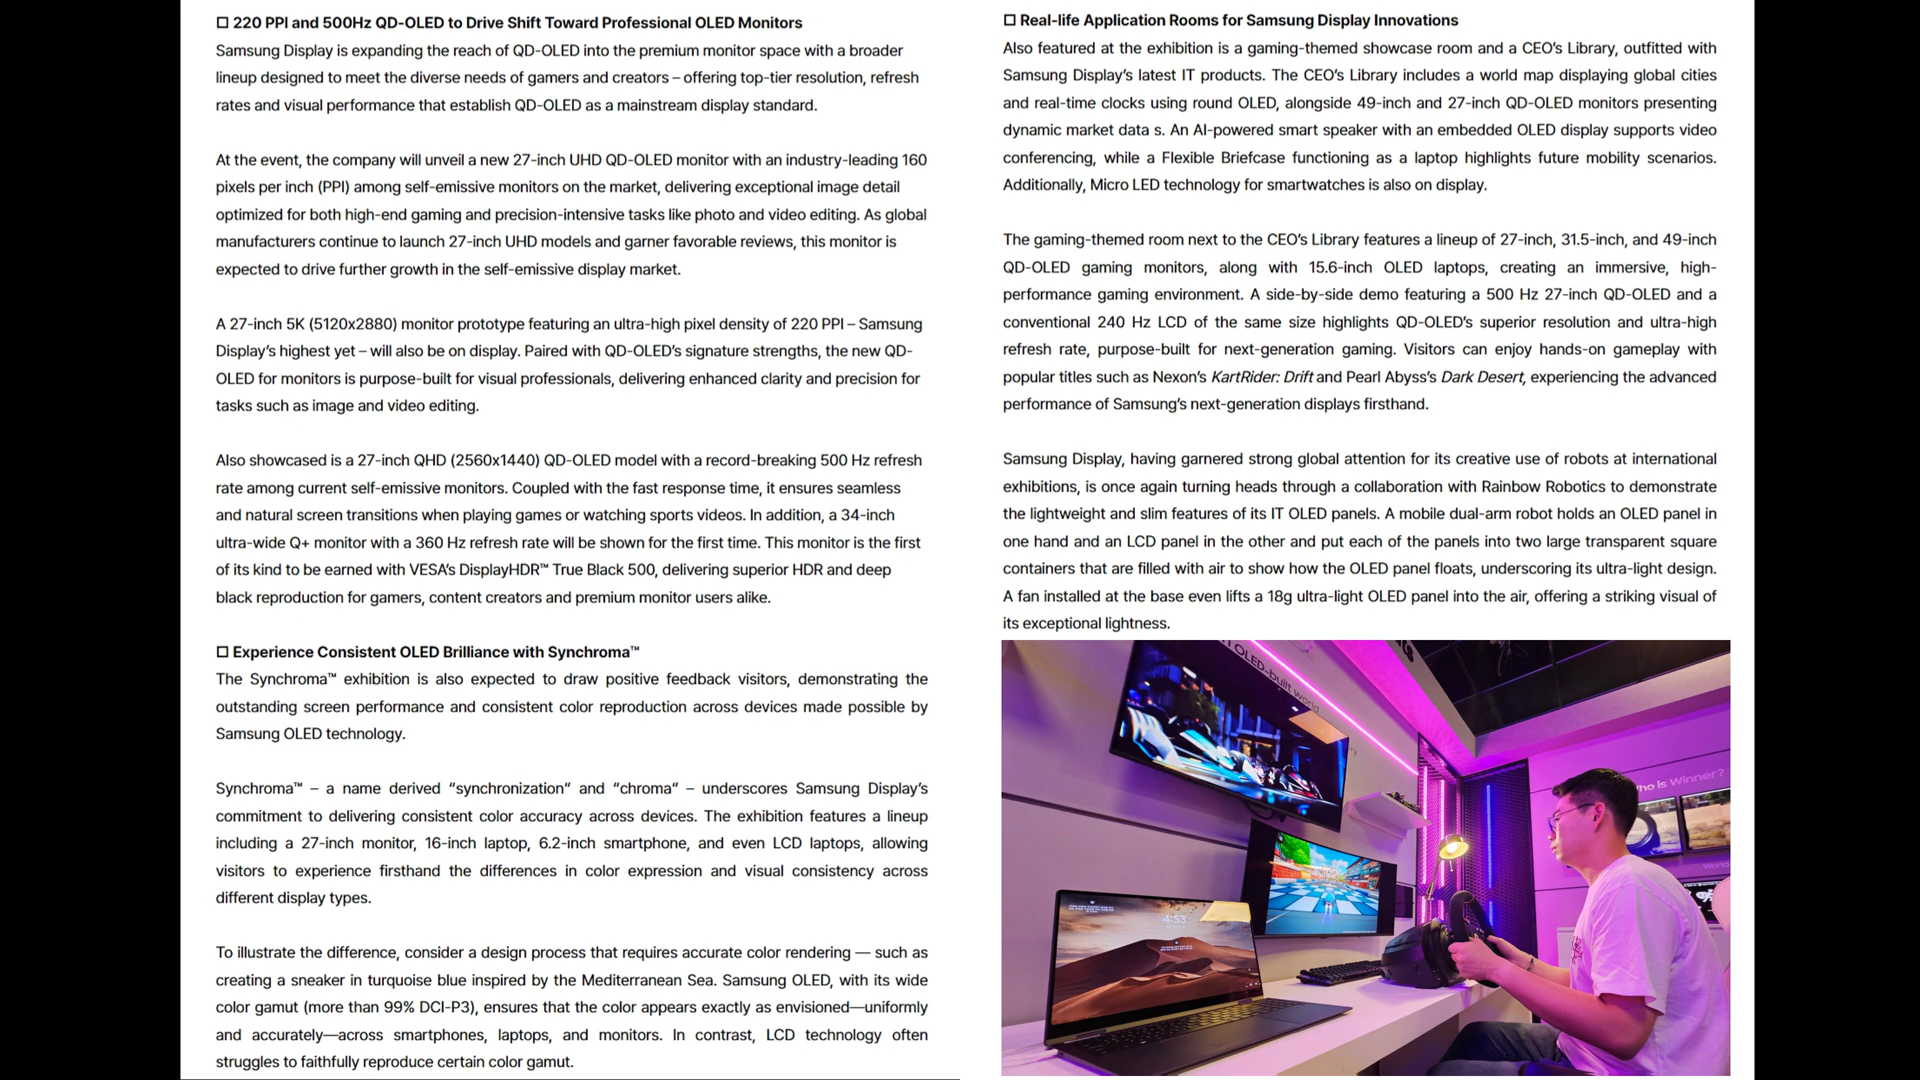 ☐ 220 PPI and 500Hz QD-OLED to Drive Shift Toward Professional OLED Monitors
Samsung Display is expanding the reach of QD-OLED into the premium monitor space with a broader
lineup designed to meet the diverse needs of gamers and creators – offering top-tier resolution, refresh
rates and visual performance that establish QD-OLED as a mainstream display standard.
At the event, the company will unveil a new 27-inch UHD QD-OLED monitor with an industry-leading 160
pixels per inch (PPI) among self-emissive monitors on the market, delivering exceptional image detail
optimized for both high-end gaming and precision-intensive tasks like photo and video editing. As global
manufacturers continue to launch 27-inch UHD models and garner favorable reviews, this monitor is
expected to drive further growth in the self-emissive display market.
A 27-inch 5K (5120x2880) monitor prototype featuring an ultra-high pixel density of 220 PPI – Samsung
Display’s highest yet – will also be on display. Paired with QD-OLED’s signature strengths, the new QD-
OLED for monitors is purpose-built for visual professionals, delivering enhanced clarity and precision for
tasks such as image and video editing.
Also showcased is a 27-inch QHD (2560x1440) QD-OLED model with a record-breaking 500 Hz refresh
rate among current self-emissive monitors. Coupled with the fast response time, it ensures seamless
and natural screen transitions when playing games or watching sports videos. In addition, a 34-inch
ultra-wide Q+ monitor with a 360 Hz refresh rate will be shown for the first time. This monitor is the first
of its kind to be earned with VESA’s DisplayHDR™ True Black 500, delivering superior HDR and deep
black reproduction for gamers, content creators and premium monitor users alike.
☐ Experience Consistent OLED Brilliance with Synchroma™
The Synchroma™ exhibition is also expected to draw positive feedback visitors, demonstrating the
outstanding screen performance and consistent color reproduction across devices made possible by
Samsung OLED technology.
Synchroma™ – a name derived “synchronization” and “chroma” – underscores Samsung Display’s
commitment to delivering consistent color accuracy across devices. The exhibition features a lineup
including a 27-inch monitor, 16-inch laptop, 6.2-inch smartphone, and even LCD laptops, allowing
visitors to experience firsthand the differences in color expression and visual consistency across
different display types.
To illustrate the difference, consider a design process that requires accurate color rendering — such as
creating a sneaker in turquoise blue inspired by the Mediterranean Sea. Samsung OLED, with its wide
color gamut (more than 99% DCI-P3), ensures that the color appears exactly as envisioned—uniformly
and accurately—across smartphones, laptops, and monitors. In contrast, LCD technology often
struggles to faithfully reproduce certain color gamut.
☐ Real-life Application Rooms for Samsung Display Innovations
Also featured at the exhibition is a gaming-themed showcase room and a CEO’s Library, outfitted with
Samsung Display’s latest IT products. The CEO’s Library includes a world map displaying global cities
and real-time clocks using round OLED, alongside 49-inch and 27-inch QD-OLED monitors presenting
dynamic market data s. An AI-powered smart speaker with an embedded OLED display supports video
conferencing, while a Flexible Briefcase functioning as a laptop highlights future mobility scenarios.
Additionally, Micro LED technology for smartwatches is also on display.
The gaming-themed room next to the CEO’s Library features a lineup of 27-inch, 31.5-inch, and 49-inch
QD-OLED gaming monitors, along with 15.6-inch OLED laptops, creating an immersive, high-
performance gaming environment. A side-by-side demo featuring a 500 Hz 27-inch QD-OLED and a
conventional 240 Hz LCD of the same size highlights QD-OLED’s superior resolution and ultra-high
refresh rate, purpose-built for next-generation gaming. Visitors can enjoy hands-on gameplay with
popular titles such as Nexon’s KartRider: Drift and Pearl Abyss’s Dark Desert, experiencing the advanced
performance of Samsung’s next-generation displays firsthand.
Samsung Display, having garnered strong global attention for its creative use of robots at international
exhibitions, is once again turning heads through a collaboration with Rainbow Robotics to demonstrate
the lightweight and slim features of its IT OLED panels. A mobile dual-arm robot holds an OLED panel in
one hand and an LCD panel in the other and put each of the panels into two large transparent square
containers that are filled with air to show how the OLED panel floats, underscoring its ultra-light design.
A fan installed at the base even lifts a 18g ultra-light OLED panel into the air, offering a striking visual of
its exceptional lightness.
OLED-built world
ho Is Winner?
World
4:53